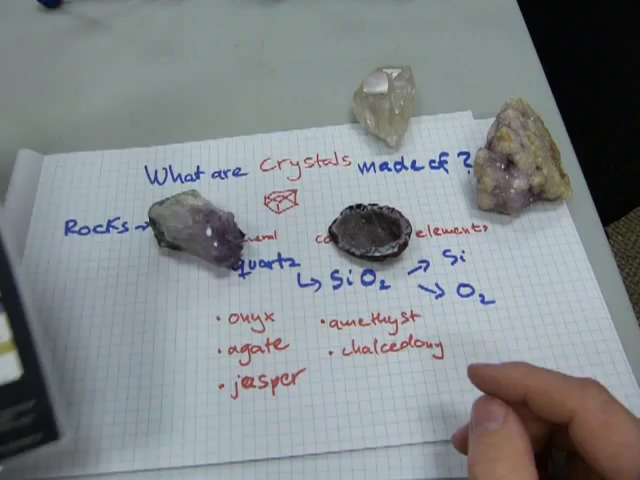 What are crystals made of ?
Rocks → elements
quartz ↳ SiO2 → Si
↘ O2
• onyx • amethyst
• agate • chalcedony
• jasper